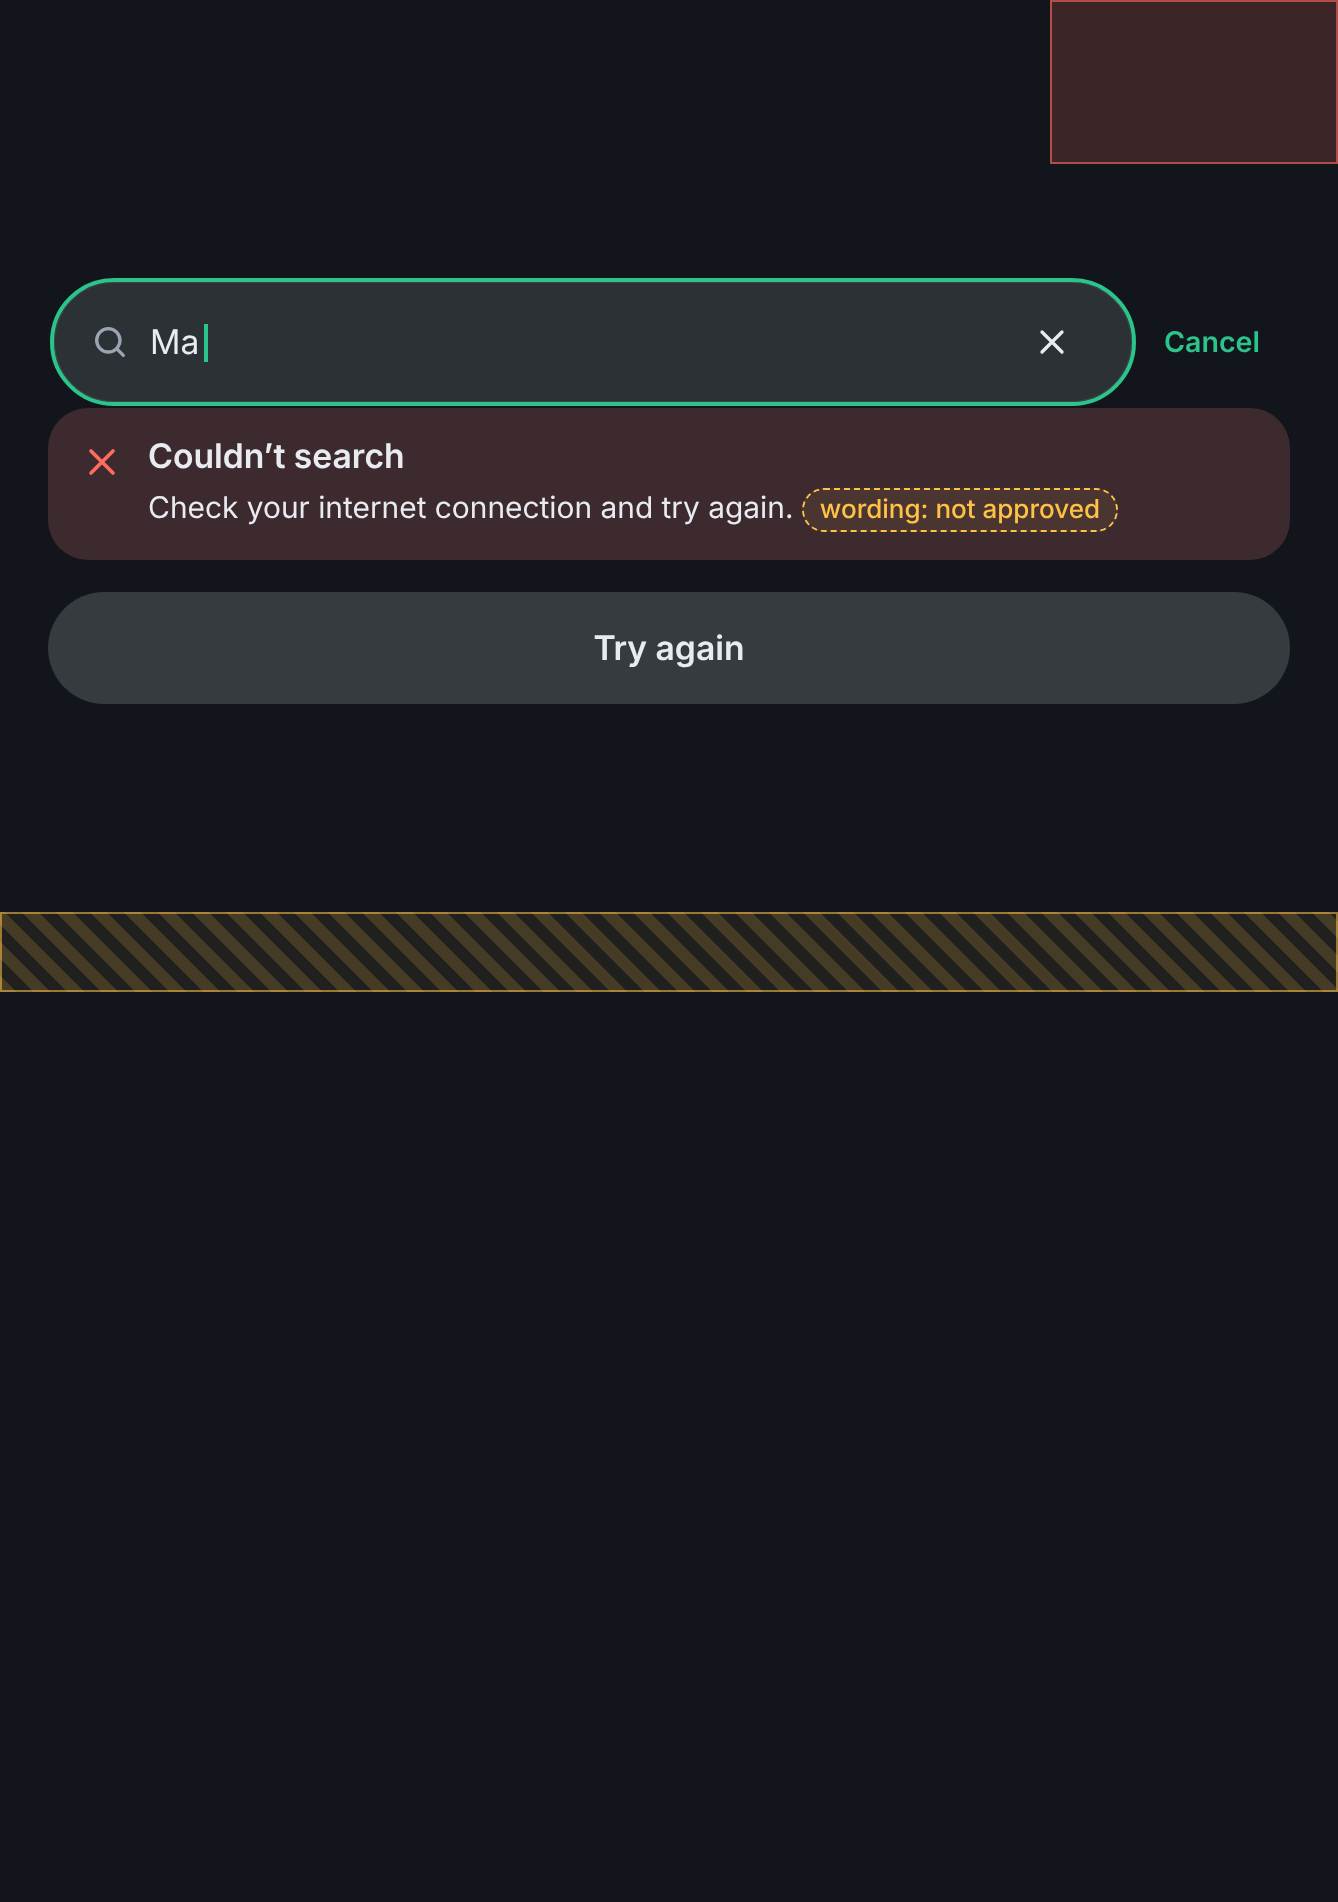 Ma
Cancel
Couldn’t search
Check your internet connection and try again. wording: not approved
Try again